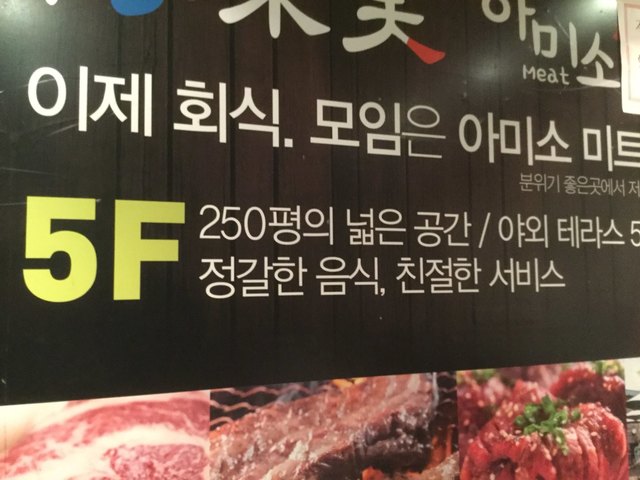 아미소
Meat
이제 회식. 모임은 아미소 미트
분위기 좋은곳에서
5F
250평의 넓은 공간 / 야외 테라스 5
정갈한 음식, 친절한 서비스